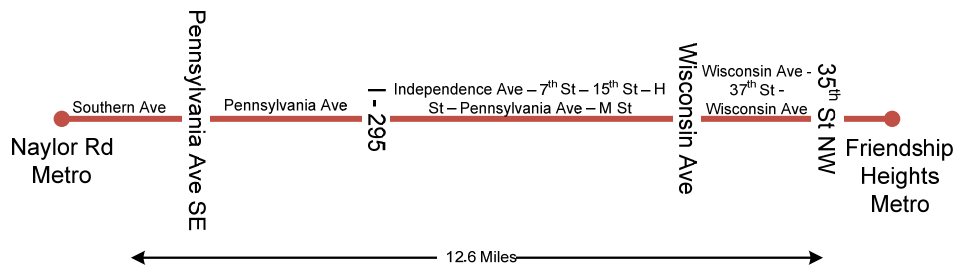 Naylor Rd
Metro
Southern Ave
Pennsylvania Ave SE
Pennsylvania Ave
I - 295
Independence Ave – 7th St – 15th St – H
St – Pennsylvania Ave – M St
Wisconsin Ave
Wisconsin Ave -
37th St -
Wisconsin Ave
35th St NW
Friendship
Heights
Metro
12.6 Miles